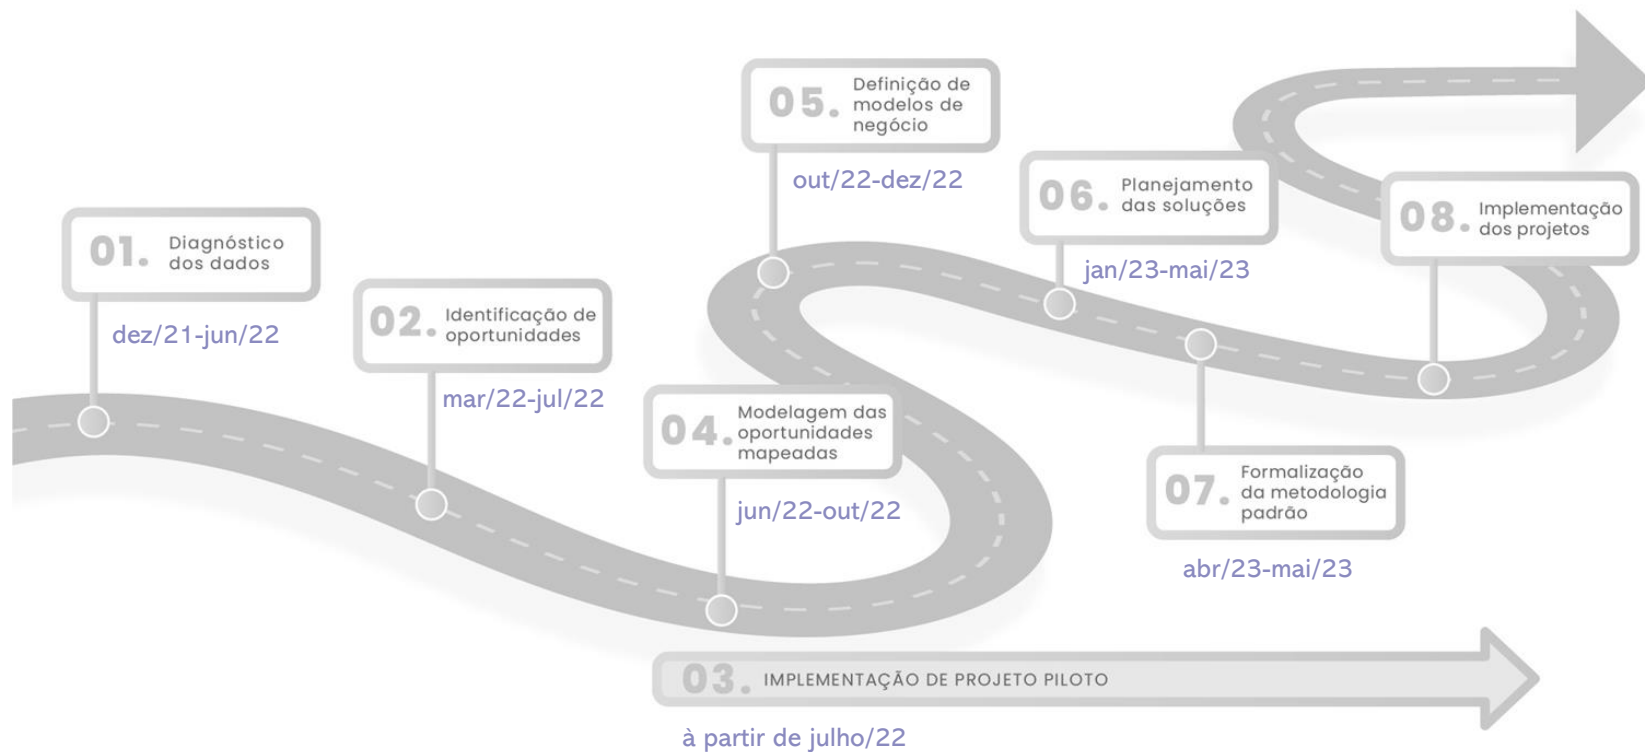 01.
Diagnóstico
dos dados
dez/21-jun/22
02.
Identificação de
oportunidades
mar/22-jul/22
03. IMPLEMENTAÇÃO DE PROJETO PILOTO
à partir de julho/22
04.
Modelagem das
oportunidades
mapeadas
jun/22-out/22
05.
Definição de
modelos de
negócio
out/22-dez/22
06.
Planejamento
das soluções
jan/23-mai/23
07.
Formalização
da metodologia
padrão
abr/23-mai/23
08.
Implementação
dos projetos